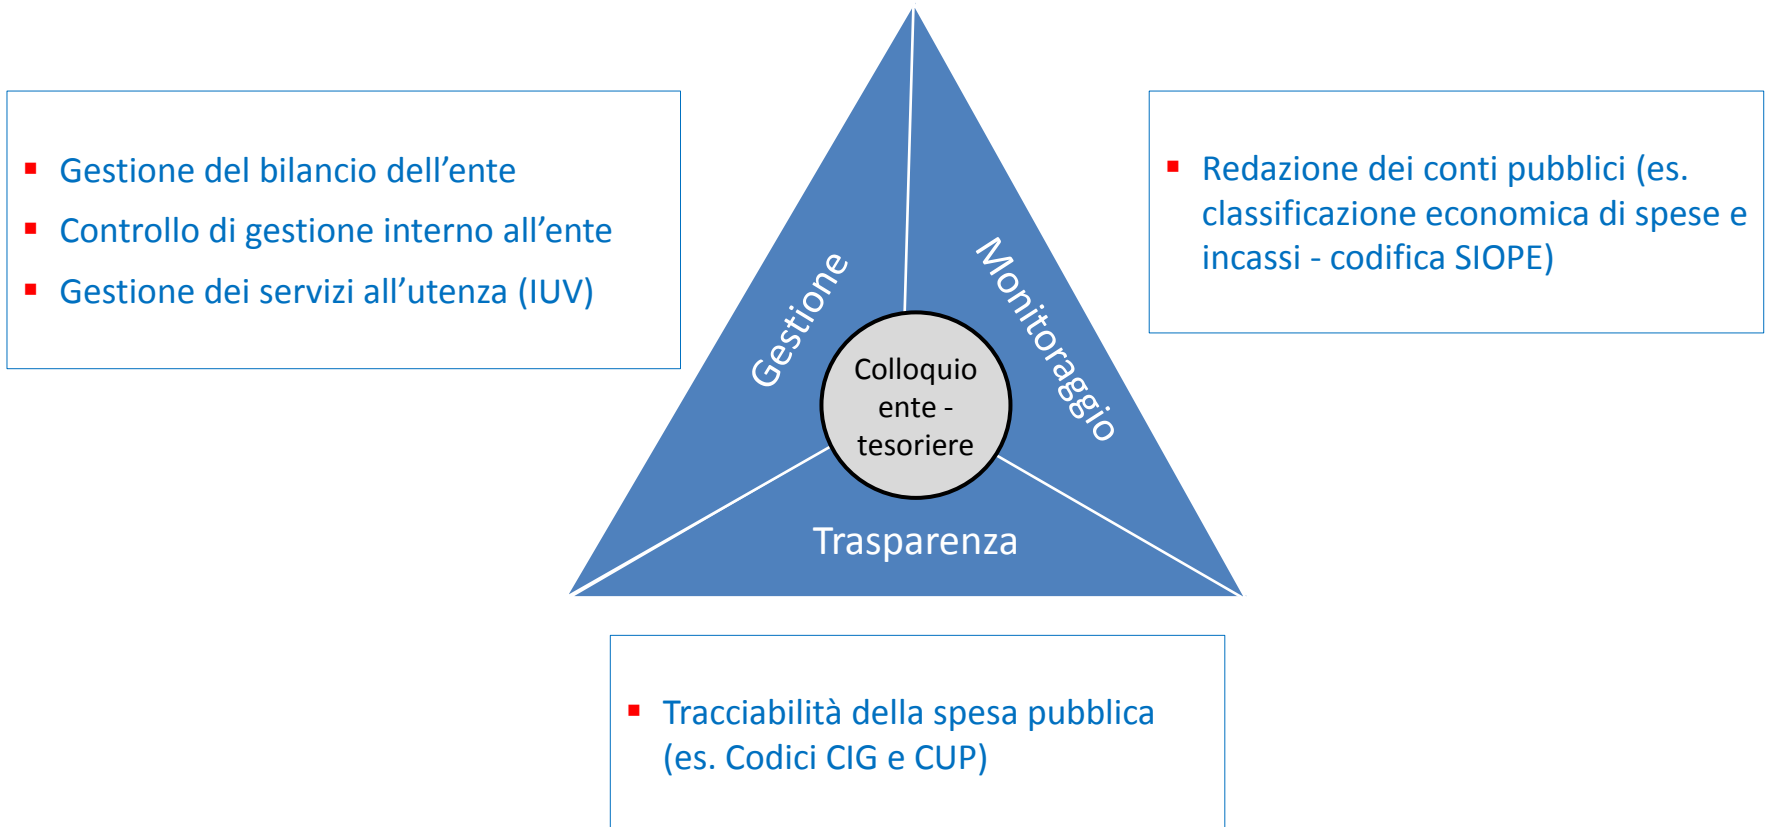 Gestione del bilancio dell’ente
Controllo di gestione interno all’ente
Gestione dei servizi all’utenza (IUV)
Gestione
Monitoraggio
Colloquio
ente -
tesoriere
Trasparenza
Redazione dei conti pubblici (es.
classificazione economica di spese e
incassi - codifica SIOPE)
Tracciabilità della spesa pubblica
(es. Codici CIG e CUP)